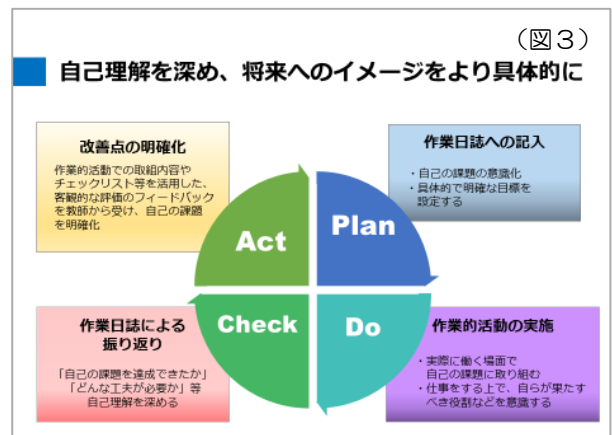 （図３）
自己理解を深め、将来へのイメージをより具体的に
改善点の明確化
作業的活動での取組内容や
チェックリスト等を活用した、
客観的な評価のフィードバック
を教師から受け、自己の課題
を明確化
作業日誌への記入
・自己の課題の意識化
・具体的で明確な目標を
設定する
Act
Plan
Check
Do
作業日誌による
振り返り
「自己の課題を達成できたか」
「どんな工夫が必要か」等
自己理解を深める
作業的活動の実施
・実際に働く場面で
自己の課題に取り組む
・仕事をする上で、自らが果たす
べき役割などを意識する